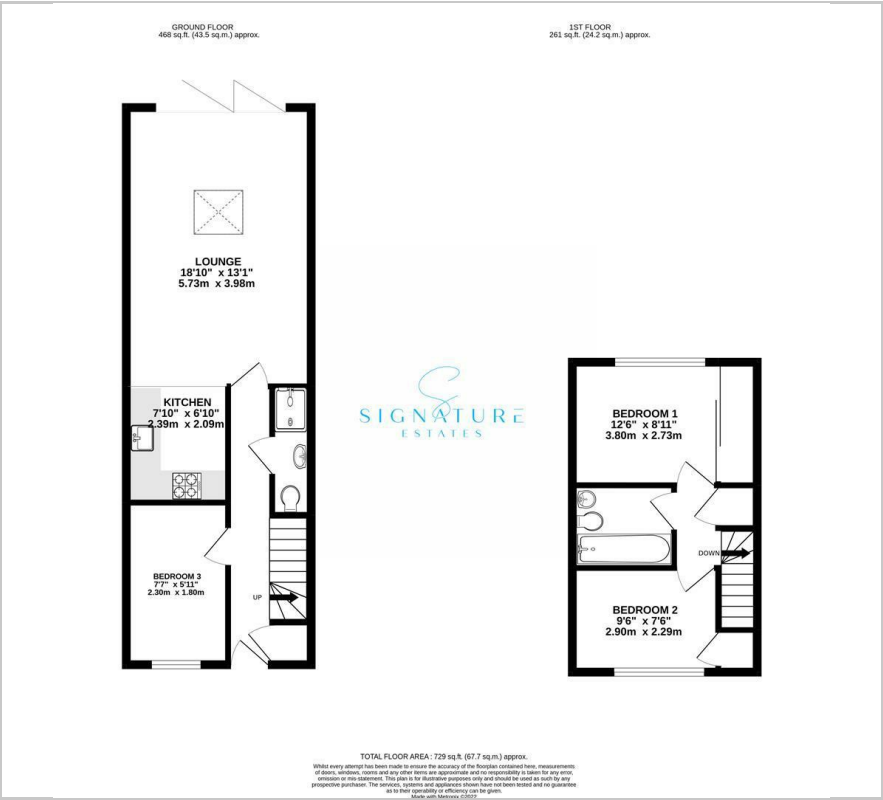 GROUND FLOOR
468 sq.ft. (43.5 sq.m.) approx.
1ST FLOOR
261 sq.ft. (24.2 sq.m.) approx.
LOUNGE
18'10" x 13'1"
5.73m x 3.98m
KITCHEN
7'10" x 6'10"
2.39m x 2.09m
BEDROOM 3
7'7" x 5'11"
2.30m x 1.80m
UP
SIGNATURE
ESTATES
BEDROOM 1
12'6" x 8'11"
3.80m x 2.73m
DOWN
BEDROOM 2
9'6" x 7'6"
2.90m x 2.29m
TOTAL FLOOR AREA : 729 sq.ft. (67.7 sq.m.) approx.
Whilst every attempt has been made to ensure the accuracy of the floorplan contained here, measurements
of doors, windows, rooms and any other items are approximate and no responsibility is taken for any error,
omission or mis-statement. This plan is for illustrative purposes only and should be used as such by any
prospective purchaser. The services, systems and appliances shown have not been tested and no guarantee
as to their operability or efficiency can be given.
Made with Metropix ©2022